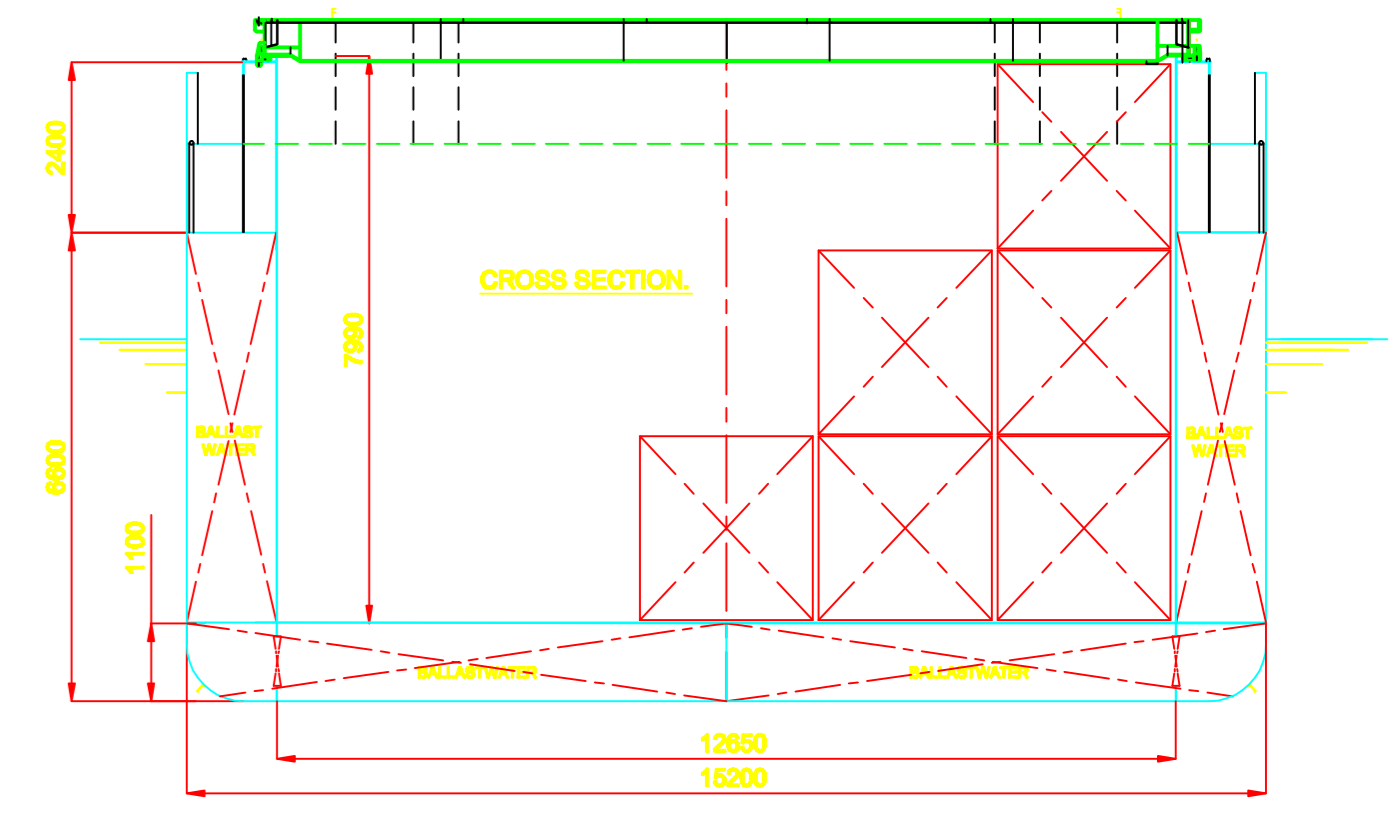 2400
CROSS SECTION.
7990
BALLAST
WATER
BALLAST
WATER
6600
1100
BALLASTWATER
BALLASTWATER
12650
15200